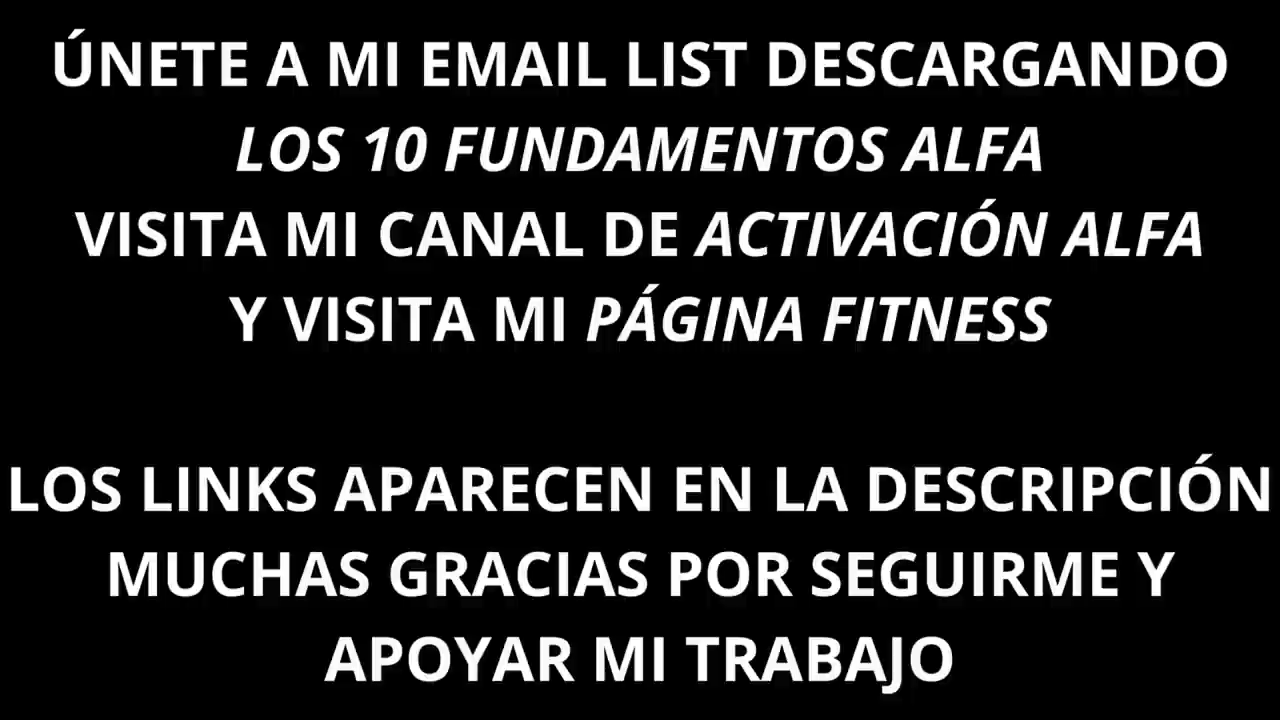 ÚNETE A MI EMAIL LIST DESCARGANDO
LOS 10 FUNDAMENTOS ALFA
VISITA MI CANAL DE ACTIVACIÓN ALFA
Y VISITA MI PÁGINA FITNESS
LOS LINKS APARECEN EN LA DESCRIPCIÓN
MUCHAS GRACIAS POR SEGUIRME Y
APOYAR MI TRABAJO